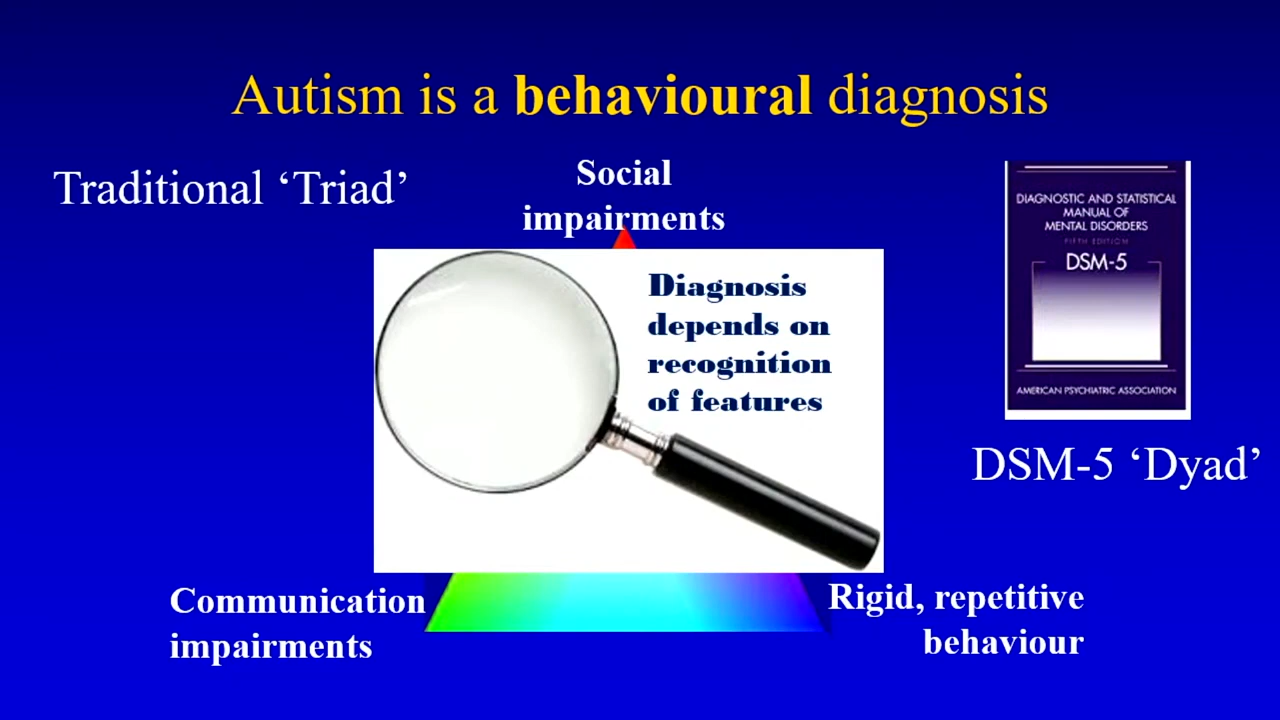 Autism is a behavioural diagnosis
Traditional ‘Triad’
Social
impairments
Diagnosis
depends on
recognition
of features
DIAGNOSTIC AND STATISTICAL
MANUAL OF
MENTAL DISORDERS
FIFTH EDITION
DSM-5
AMERICAN PSYCHIATRIC ASSOCIATION
DSM-5 ‘Dyad’
Communication
impairments
Rigid, repetitive
behaviour